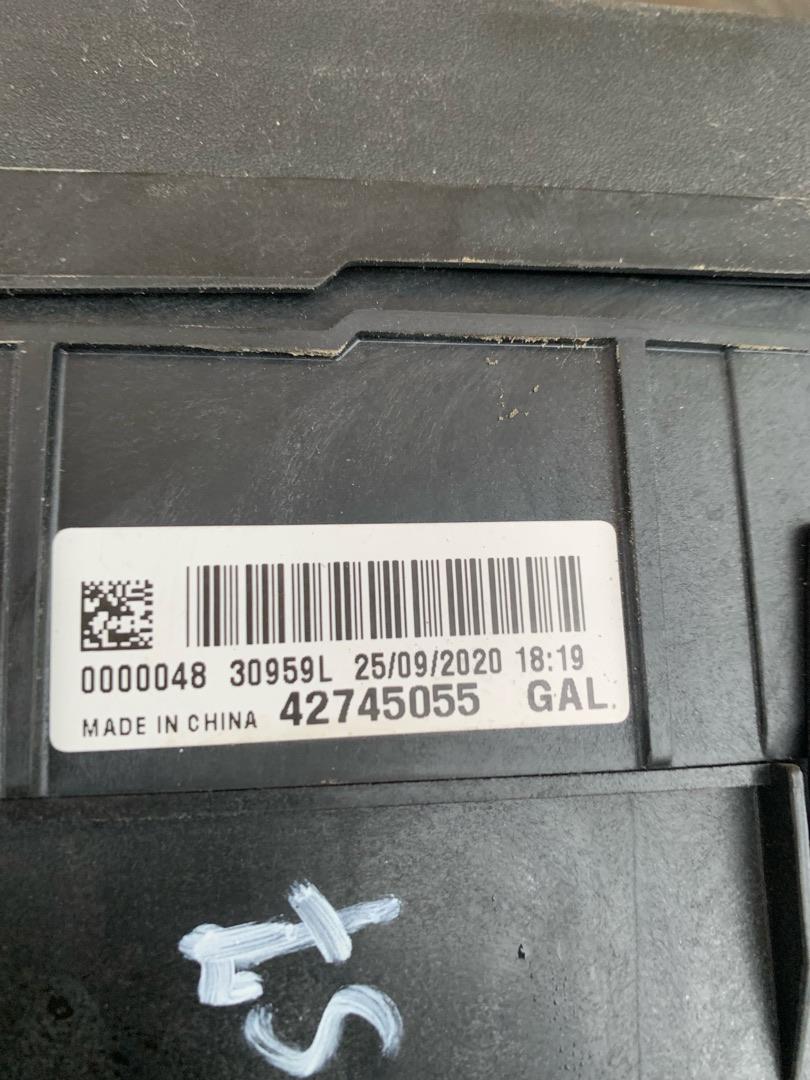 0000048 30959L 25/09/2020 18:19
MADE IN CHINA 42745055 GAL.